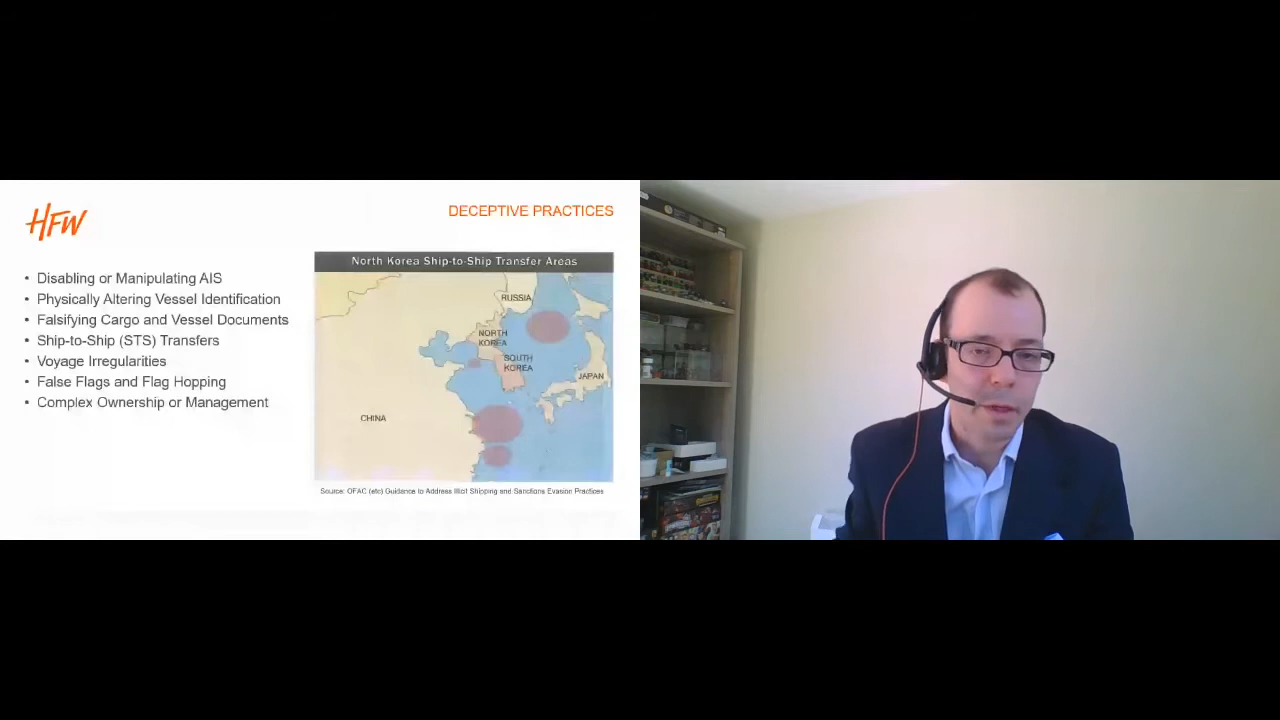 HFW
DECEPTIVE PRACTICES
• Disabling or Manipulating AIS
• Physically Altering Vessel Identification
• Falsifying Cargo and Vessel Documents
• Ship-to-Ship (STS) Transfers
• Voyage Irregularities
• False Flags and Flag Hopping
• Complex Ownership or Management
North Korea Ship-to-Ship Transfer Areas
RUSSIA
NORTH
KOREA
SOUTH
KOREA
JAPAN
CHINA
Source: OFAC (etc) Guidance to Address Illicit Shipping and Sanctions Evasion Practices